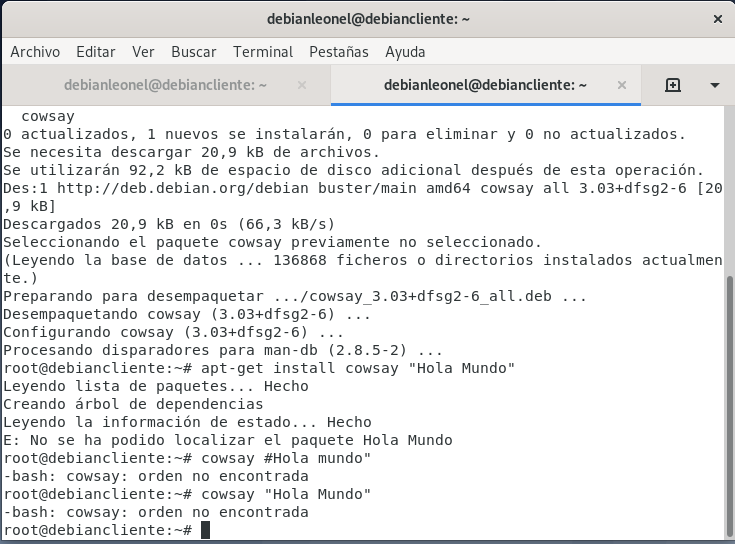 debianleonel@debiancliente: ~
Archivo Editar Ver Buscar Terminal Pestañas Ayuda
debianleonel@debiancliente: ~ debianleonel@debiancliente: ~
cowsay
0 actualizados, 1 nuevos se instalarán, 0 para eliminar y 0 no actualizados.
Se necesita descargar 20,9 kB de archivos.
Se utilizarán 92,2 kB de espacio de disco adicional después de esta operación.
Des:1 http://deb.debian.org/debian buster/main amd64 cowsay all 3.03+dfsg2-6 [20
,9 kB]
Descargados 20,9 kB en 0s (66,3 kB/s)
Seleccionando el paquete cowsay previamente no seleccionado.
(Leyendo la base de datos ... 136868 ficheros o directorios instalados actualmen
te.)
Preparando para desempaquetar .../cowsay_3.03+dfsg2-6_all.deb ...
Desempaquetando cowsay (3.03+dfsg2-6) ...
Configurando cowsay (3.03+dfsg2-6) ...
Procesando disparadores para man-db (2.8.5-2) ...
root@debiancliente:~# apt-get install cowsay "Hola Mundo"
Leyendo lista de paquetes... Hecho
Creando árbol de dependencias
Leyendo la información de estado... Hecho
E: No se ha podido localizar el paquete Hola Mundo
root@debiancliente:~# cowsay #Hola mundo"
-bash: cowsay: orden no encontrada
root@debiancliente:~# cowsay "Hola Mundo"
-bash: cowsay: orden no encontrada
root@debiancliente:~#